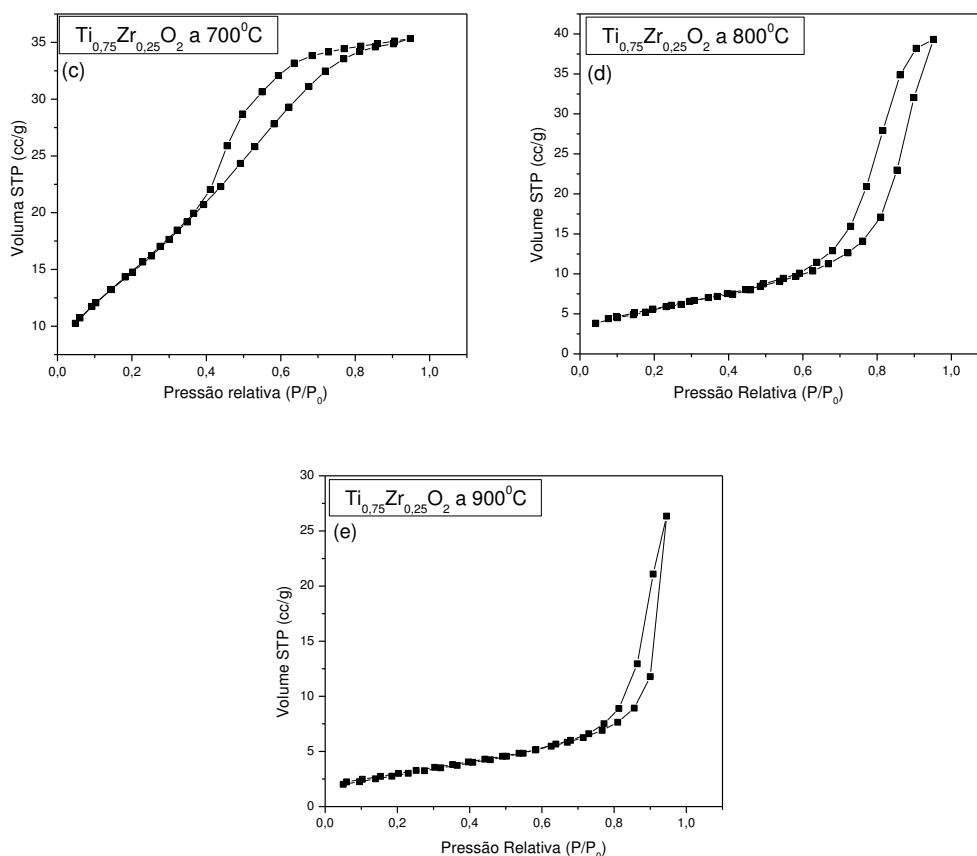 Ti0,75Zr0,25O2 a 700⁰C
(c)
Voluma STP (cc/g)
35
30
25
20
15
10
0,0 0,2 0,4 0,6 0,8 1,0
Pressão relativa (P/P0)
Ti0,75Zr0,25O2 a 800⁰C
(d)
Volume STP (cc/g)
40
35
30
25
20
15
10
5
0
0,0 0,2 0,4 0,6 0,8 1,0
Pressão Relativa (P/P0)
Ti0,75Zr0,25O2 a 900⁰C
(e)
Volume STP (cc/g)
30
25
20
15
10
5
0
0,0 0,2 0,4 0,6 0,8 1,0
Pressão Relativa (P/P0)